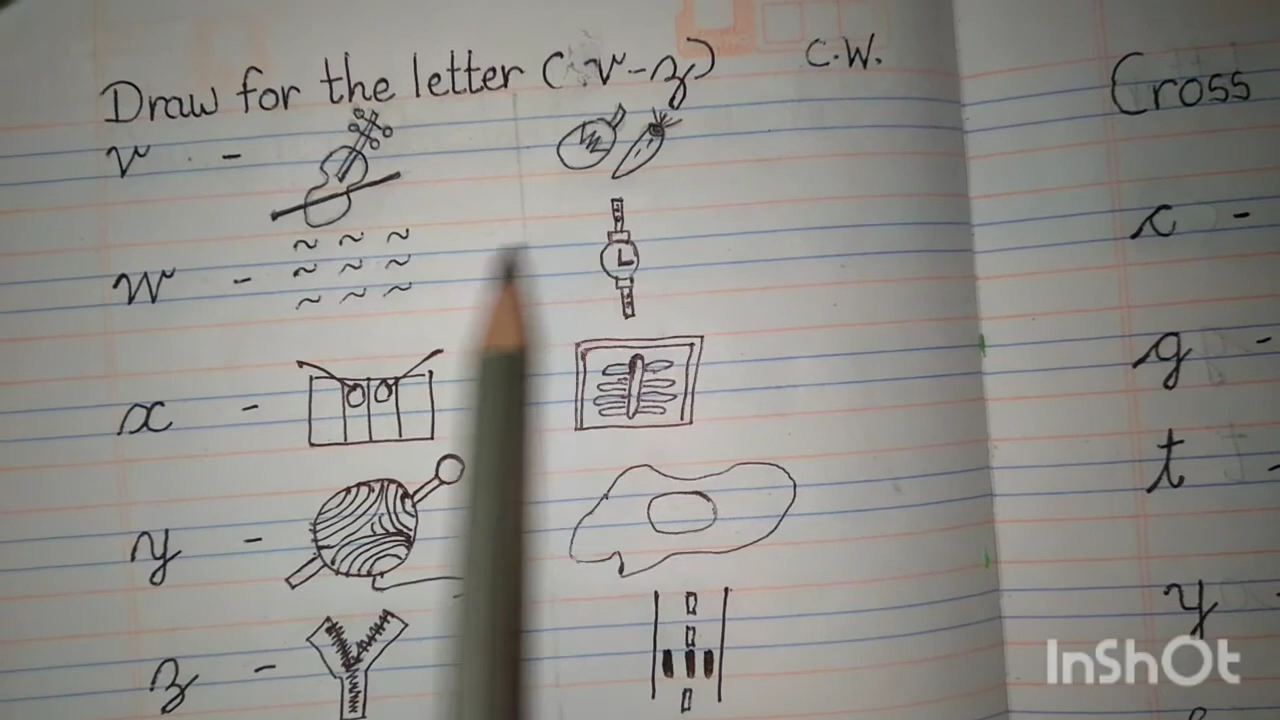 Draw for the letter (v-z) C.W.
v -
w -
x -
y -
z -
Cross
x -
g -
t -
y -
InShOt